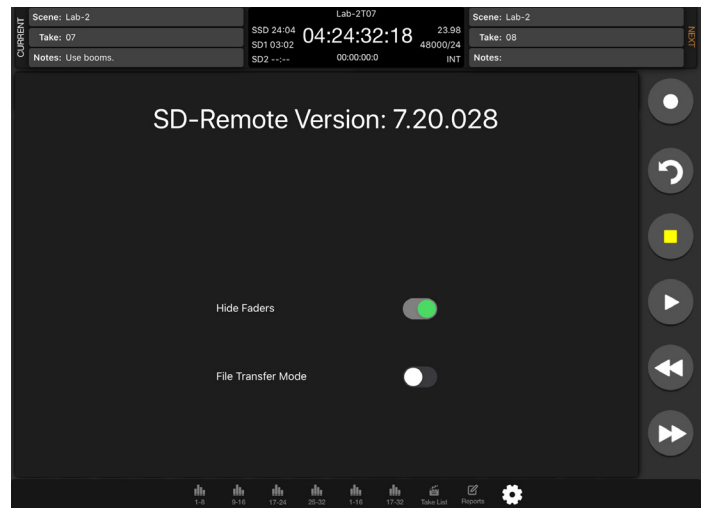 CURRENT
Scene: Lab-2
Take: 07
Notes: Use booms.
Lab-2T07
SSD 24:04
SD1 03:02
SD2 --:--
04:24:32:18
00:00:00:0
23.98
48000/24
INT
Scene: Lab-2
Take: 08
Notes:
NEXT
SD-Remote Version: 7.20.028
Hide Faders
File Transfer Mode
1-8
9-16
17-24
25-32
1-16
17-32
Take List
Reports